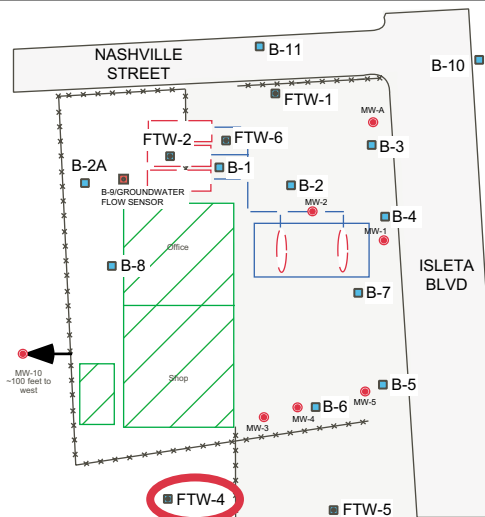 NASHVILLE
STREET
B-11
B-10
FTW-1
MW-A
FTW-2
FTW-6
B-3
B-2A
B-1
B-9/GROUNDWATER
FLOW SENSOR
B-2
MW-2
B-4
MW-1
Office
B-8
ISLETA
BLVD
B-7
MW-10
~100 feet to
west
Shop
B-5
MW-5
B-6
MW-4
MW-3
FTW-4
FTW-5